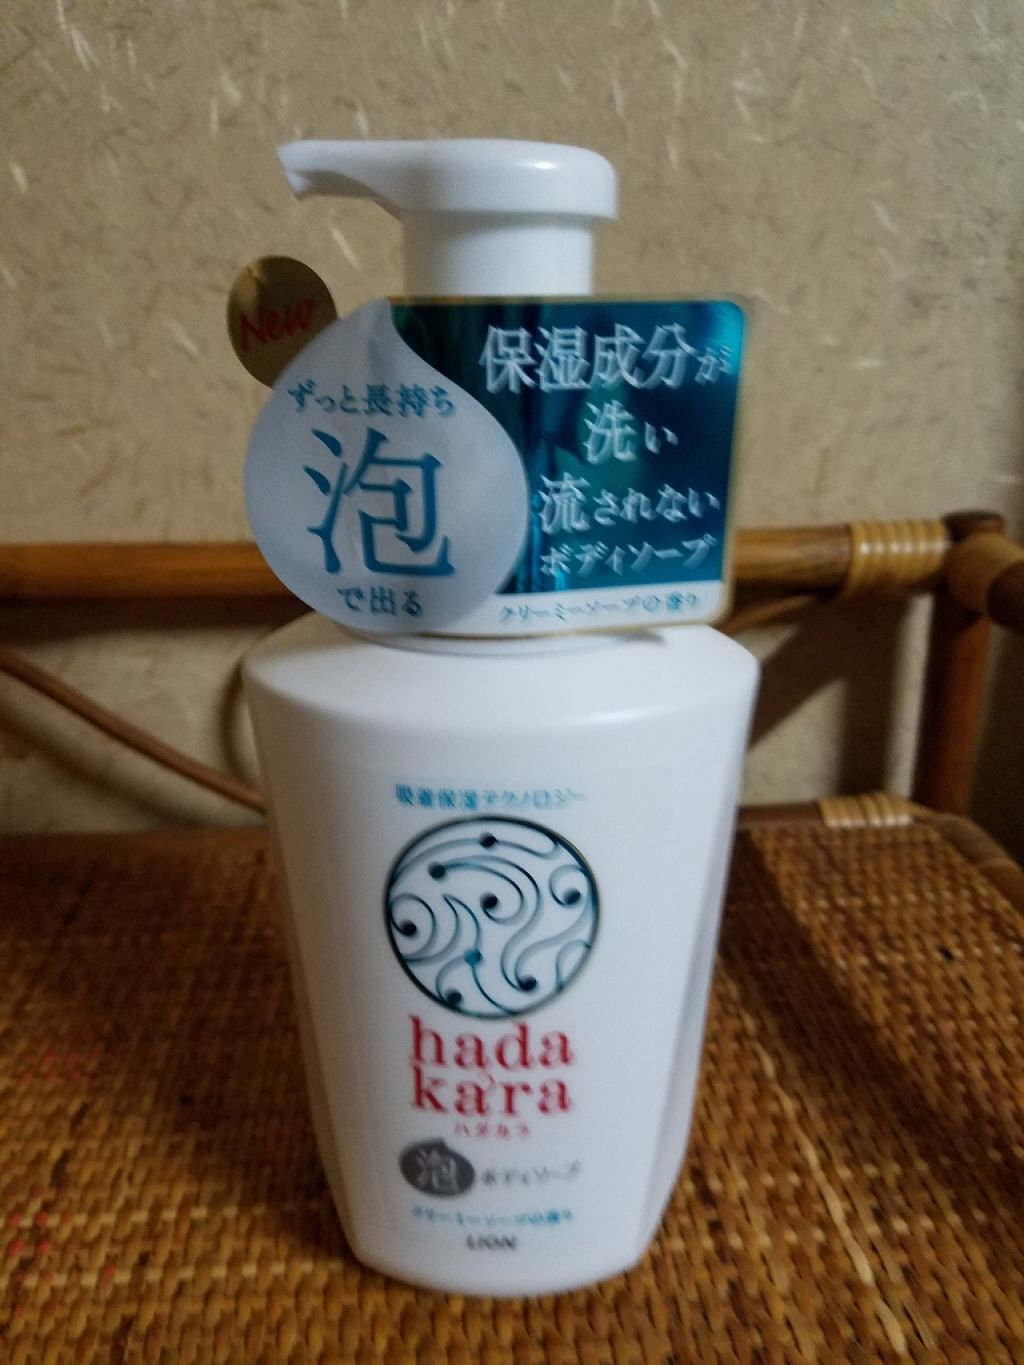 New
ずっと長持ち
泡
で出る
保湿成分が
洗い
流されない
ボディソープ
クリーミーソープの香り
吸着保湿テクノロジー
hada
kara
ハダカラ
泡 ボディソープ
クリーミーソープの香り
LION